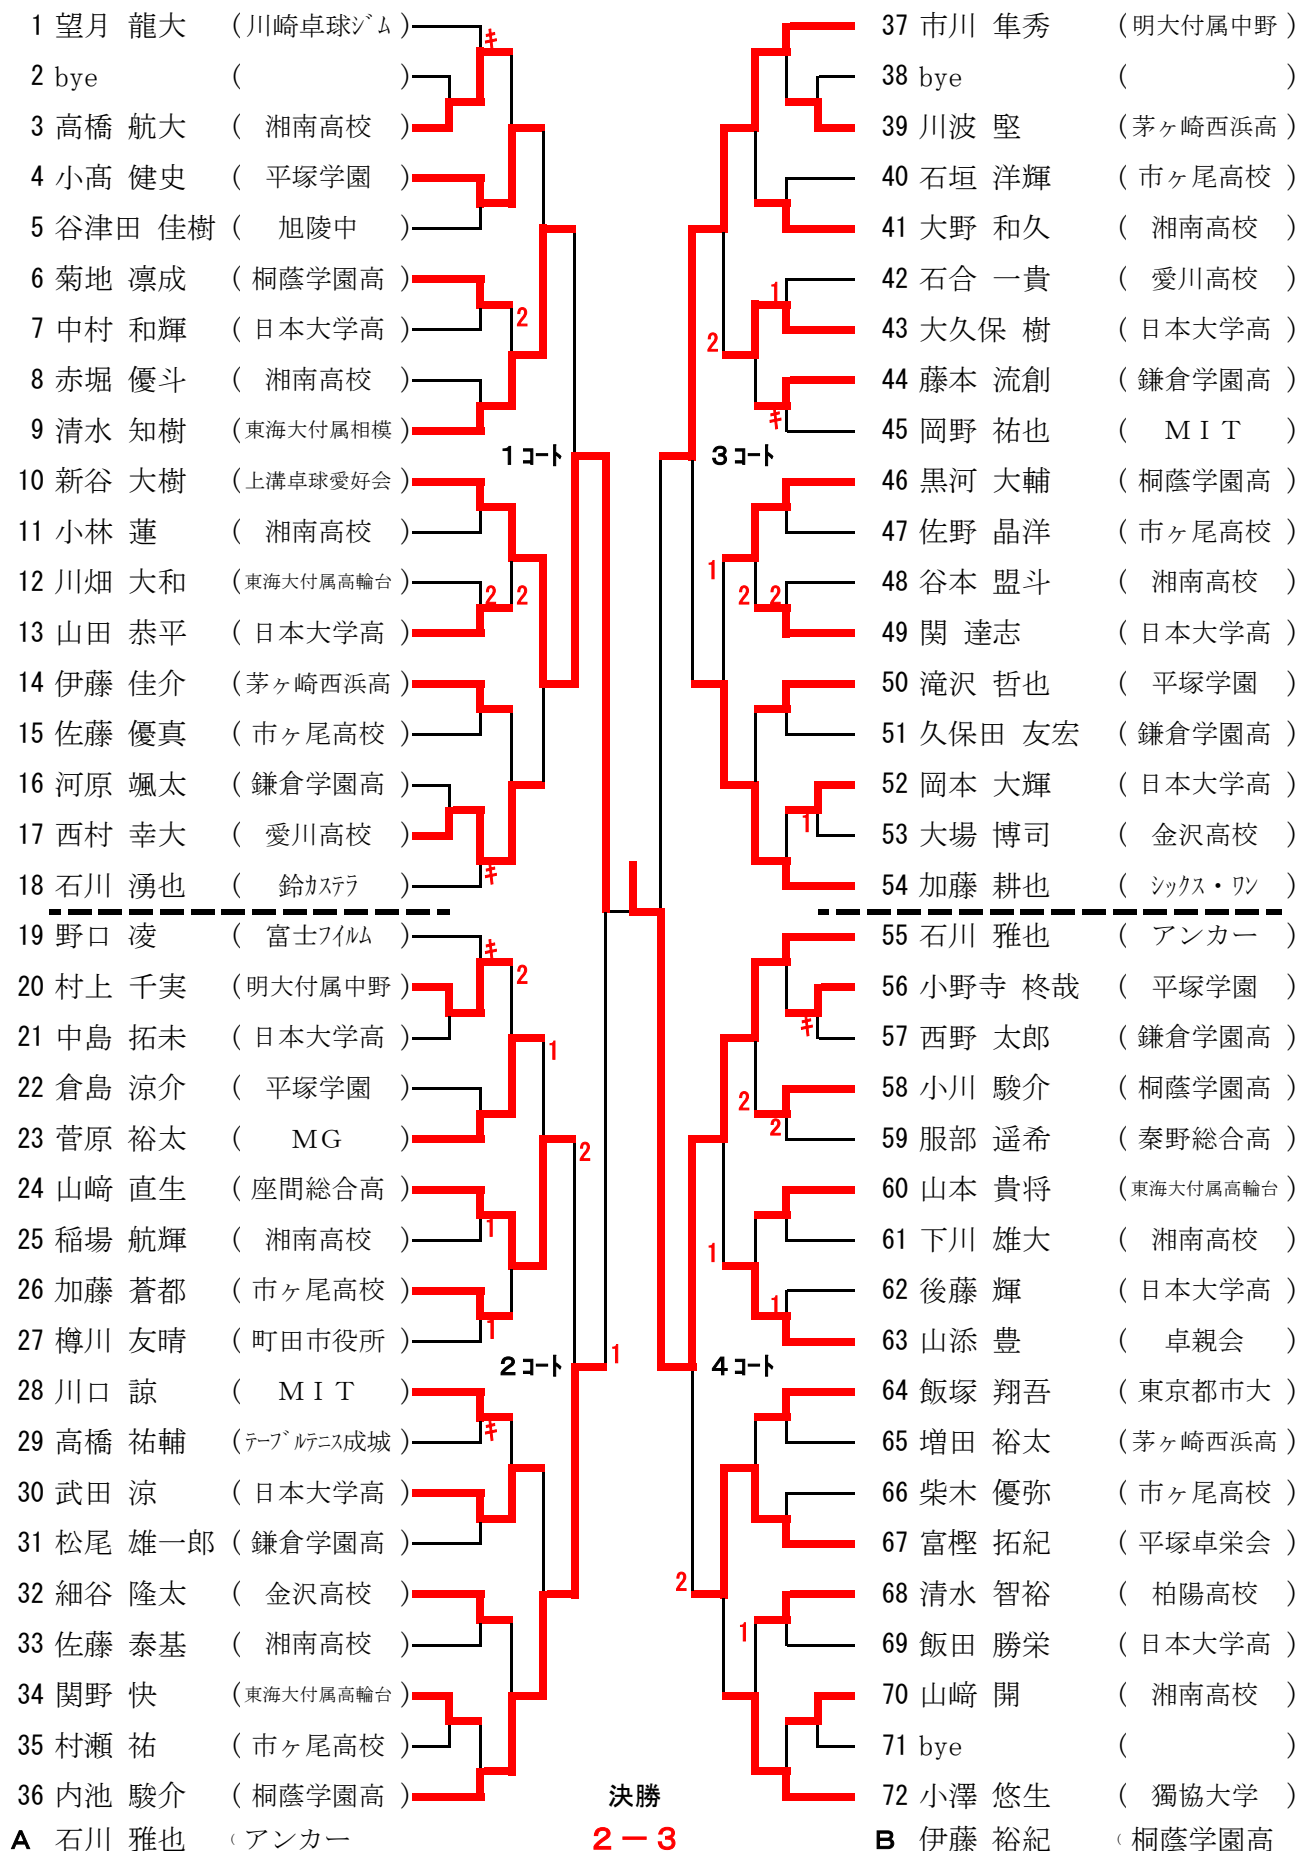 1 望月 龍大 (川崎卓球ジム)
2 bye ( )
3 高橋 航大 ( 湘南高校 )
4 小髙 健史 ( 平塚学園 )
5 谷津田 佳樹 ( 旭陵中 )
6 菊地 凛成 ( 桐蔭学園高 )
7 中村 和輝 ( 日本大学高 )
8 赤堀 優斗 ( 湘南高校 )
9 清水 知樹 (東海大付属相模)
10 新谷 大樹 (上溝卓球愛好会)
11 小林 蓮 ( 湘南高校 )
12 川畑 大和 (東海大付属高輪台)
13 山田 恭平 ( 日本大学高 )
14 伊藤 佳介 (茅ヶ崎西浜高)
15 佐藤 優真 ( 市ヶ尾高校 )
16 河原 颯太 ( 鎌倉学園高 )
17 西村 幸大 ( 愛川高校 )
18 石川 湧也 ( 鈴カステラ )
19 野口 凌 ( 富士フイルム )
20 村上 千実 (明大付属中野)
21 中島 拓未 ( 日本大学高 )
22 倉島 涼介 ( 平塚学園 )
23 菅原 裕太 ( MG )
24 山﨑 直生 ( 座間総合高 )
25 稲場 航輝 ( 湘南高校 )
26 加藤 蒼都 ( 市ヶ尾高校 )
27 樽川 友晴 ( 町田市役所 )
28 川口 諒 ( MIT )
29 高橋 祐輔 (テーブルテニス成城)
30 武田 涼 ( 日本大学高 )
31 松尾 雄一郎 ( 鎌倉学園高 )
32 細谷 隆太 ( 金沢高校 )
33 佐藤 泰基 ( 湘南高校 )
34 関野 快 (東海大付属高輪台)
35 村瀬 祐 ( 市ヶ尾高校 )
36 内池 駿介 ( 桐蔭学園高 )
A 石川 雅也 ( アンカー
キ
2
2 2
キ
キ
2
1
2
1
1
1
キ
1コート
2コート
決勝
2－3
3コート
4コート
1
2
キ
1
2 2
1
キ
2
2
1
1
2
1
37 市川 隼秀 (明大付属中野)
38 bye ( )
39 川波 堅 (茅ヶ崎西浜高)
40 石垣 洋輝 ( 市ヶ尾高校 )
41 大野 和久 ( 湘南高校 )
42 石合 一貴 ( 愛川高校 )
43 大久保 樹 ( 日本大学高 )
44 藤本 流創 ( 鎌倉学園高 )
45 岡野 祐也 ( MIT )
46 黒河 大輔 ( 桐蔭学園高 )
47 佐野 晶洋 ( 市ヶ尾高校 )
48 谷本 盟斗 ( 湘南高校 )
49 関 達志 ( 日本大学高 )
50 滝沢 哲也 ( 平塚学園 )
51 久保田 友宏 ( 鎌倉学園高 )
52 岡本 大輝 ( 日本大学高 )
53 大場 博司 ( 金沢高校 )
54 加藤 耕也 ( シックス・ワン )
55 石川 雅也 ( アンカー )
56 小野寺 柊哉 ( 平塚学園 )
57 西野 太郎 ( 鎌倉学園高 )
58 小川 駿介 ( 桐蔭学園高 )
59 服部 遥希 ( 秦野総合高 )
60 山本 貴将 (東海大付属高輪台)
61 下川 雄大 ( 湘南高校 )
62 後藤 輝 ( 日本大学高 )
63 山添 豊 ( 卓親会 )
64 飯塚 翔吾 ( 東京都市大 )
65 増田 裕太 (茅ヶ崎西浜高)
66 柴木 優弥 ( 市ヶ尾高校 )
67 富樫 拓紀 ( 平塚卓栄会 )
68 清水 智裕 ( 柏陽高校 )
69 飯田 勝栄 ( 日本大学高 )
70 山﨑 開 ( 湘南高校 )
71 bye ( )
72 小澤 悠生 ( 獨協大学 )
B 伊藤 裕紀 ( 桐蔭学園高